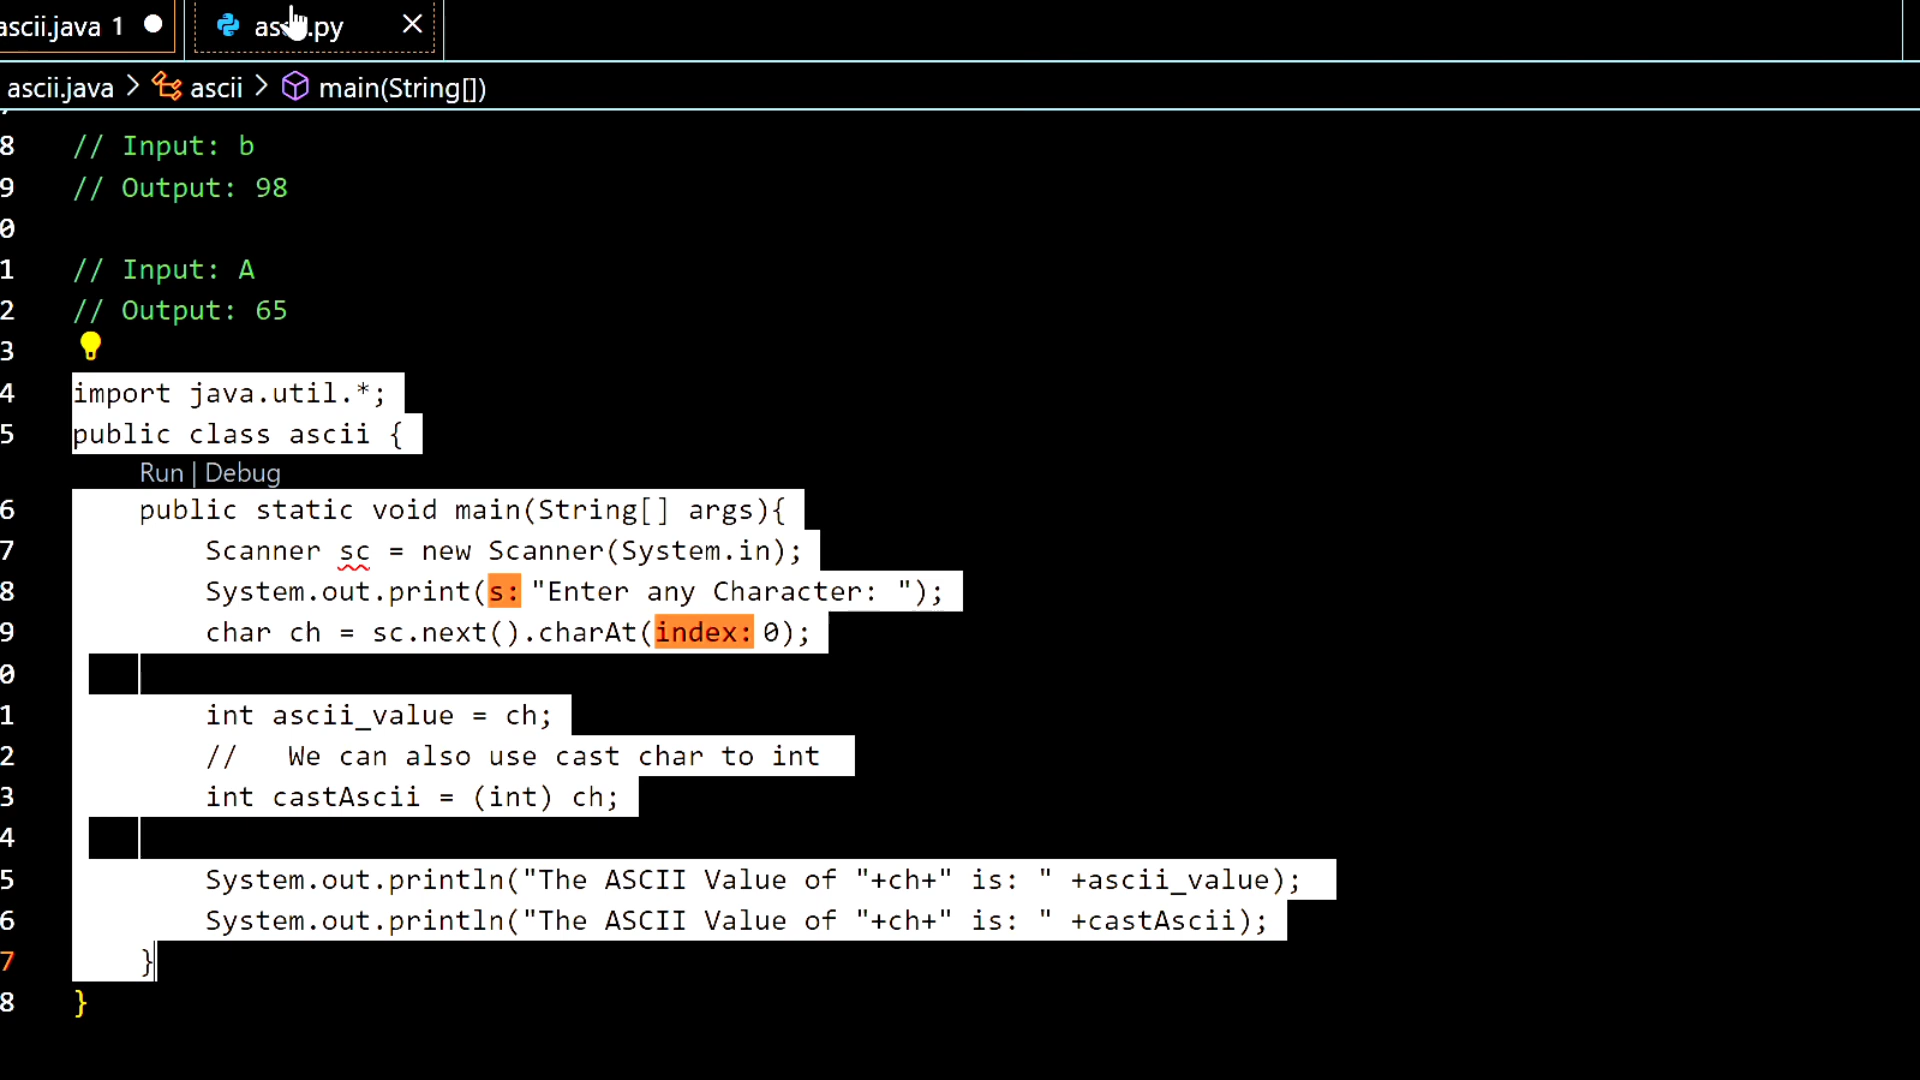 ascii.java 1 as .py
ascii.java > ascii > main(String[])
8 // Input: b
9 // Output: 98
0
1 // Input: A
2 // Output: 65
3
4 import java.util.*;
5 public class ascii {
Run | Debug
6 public static void main(String[] args){
7 Scanner sc = new Scanner(System.in);
8 System.out.print(s: "Enter any Character: ");
9 char ch = sc.next().charAt(index: 0);
0
1 int ascii_value = ch;
2 //   We can also use cast char to int
3 int castAscii = (int) ch;
4
5 System.out.println("The ASCII Value of "+ch+" is: " +ascii_value);
6 System.out.println("The ASCII Value of "+ch+" is: " +castAscii);
7 }
8 }